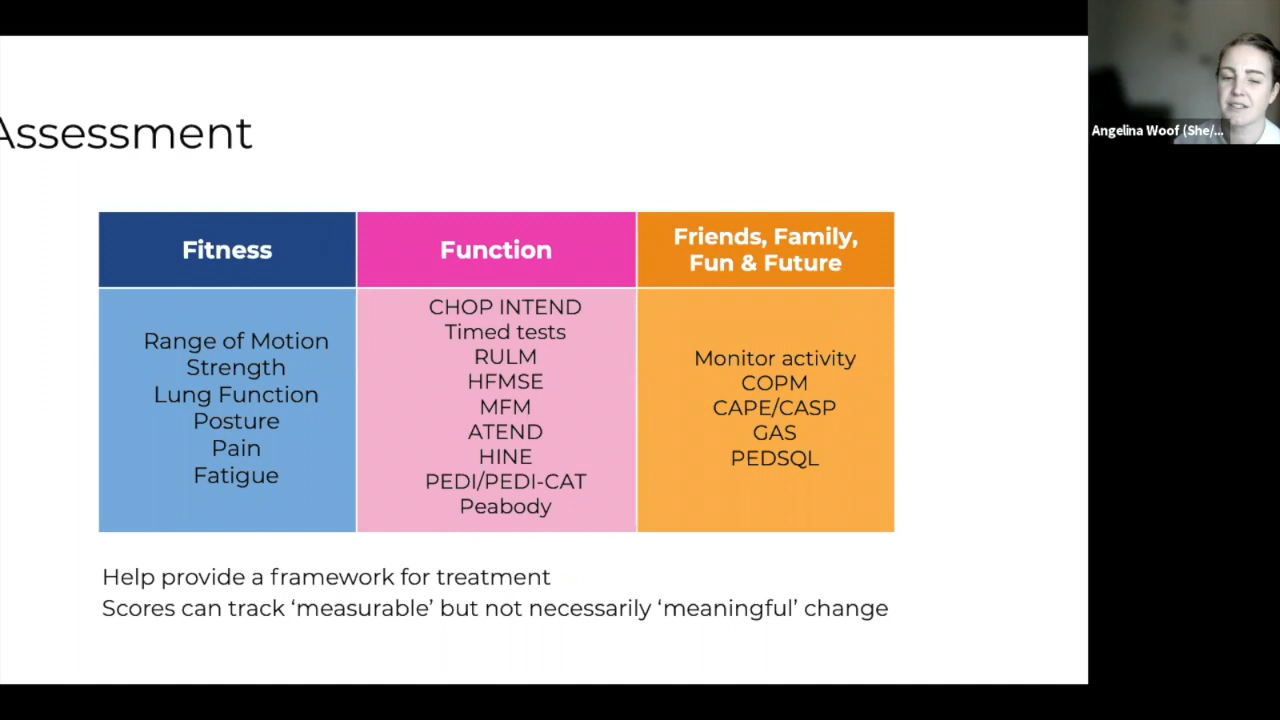 Assessment
Angelina Woof (She/...
Fitness
Function
Friends, Family,
Fun & Future
Range of Motion
Strength
Lung Function
Posture
Pain
Fatigue
CHOP INTEND
Timed tests
RULM
HFMSE
MFM
ATEND
HINE
PEDI/PEDI-CAT
Peabody
Monitor activity
COPM
CAPE/CASP
GAS
PEDSQL
Help provide a framework for treatment
Scores can track ‘measurable’ but not necessarily ‘meaningful’ change